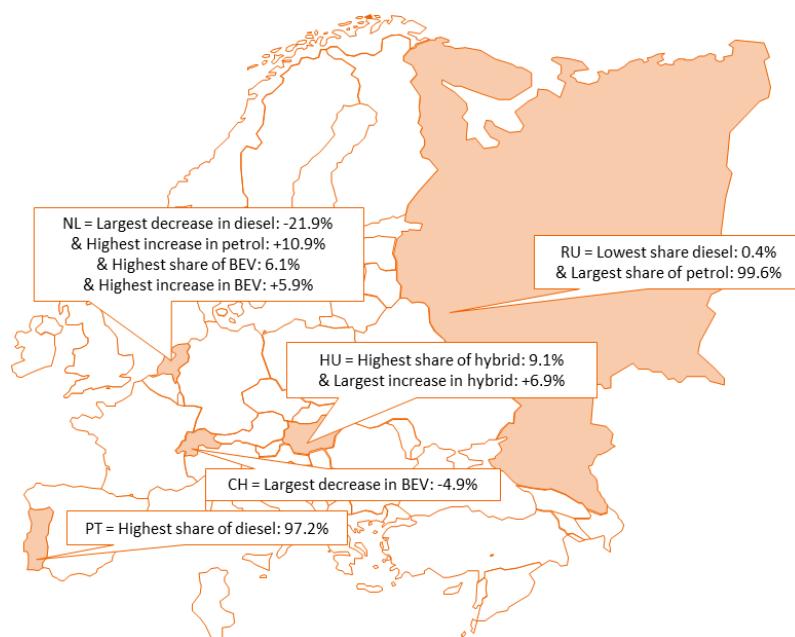 NL = Largest decrease in diesel: -21.9%
& Highest increase in petrol: +10.9%
& Highest share of BEV: 6.1%
& Highest increase in BEV: +5.9%
RU = Lowest share diesel: 0.4%
& Largest share of petrol: 99.6%
HU = Highest share of hybrid: 9.1%
& Largest increase in hybrid: +6.9%
CH = Largest decrease in BEV: -4.9%
PT = Highest share of diesel: 97.2%